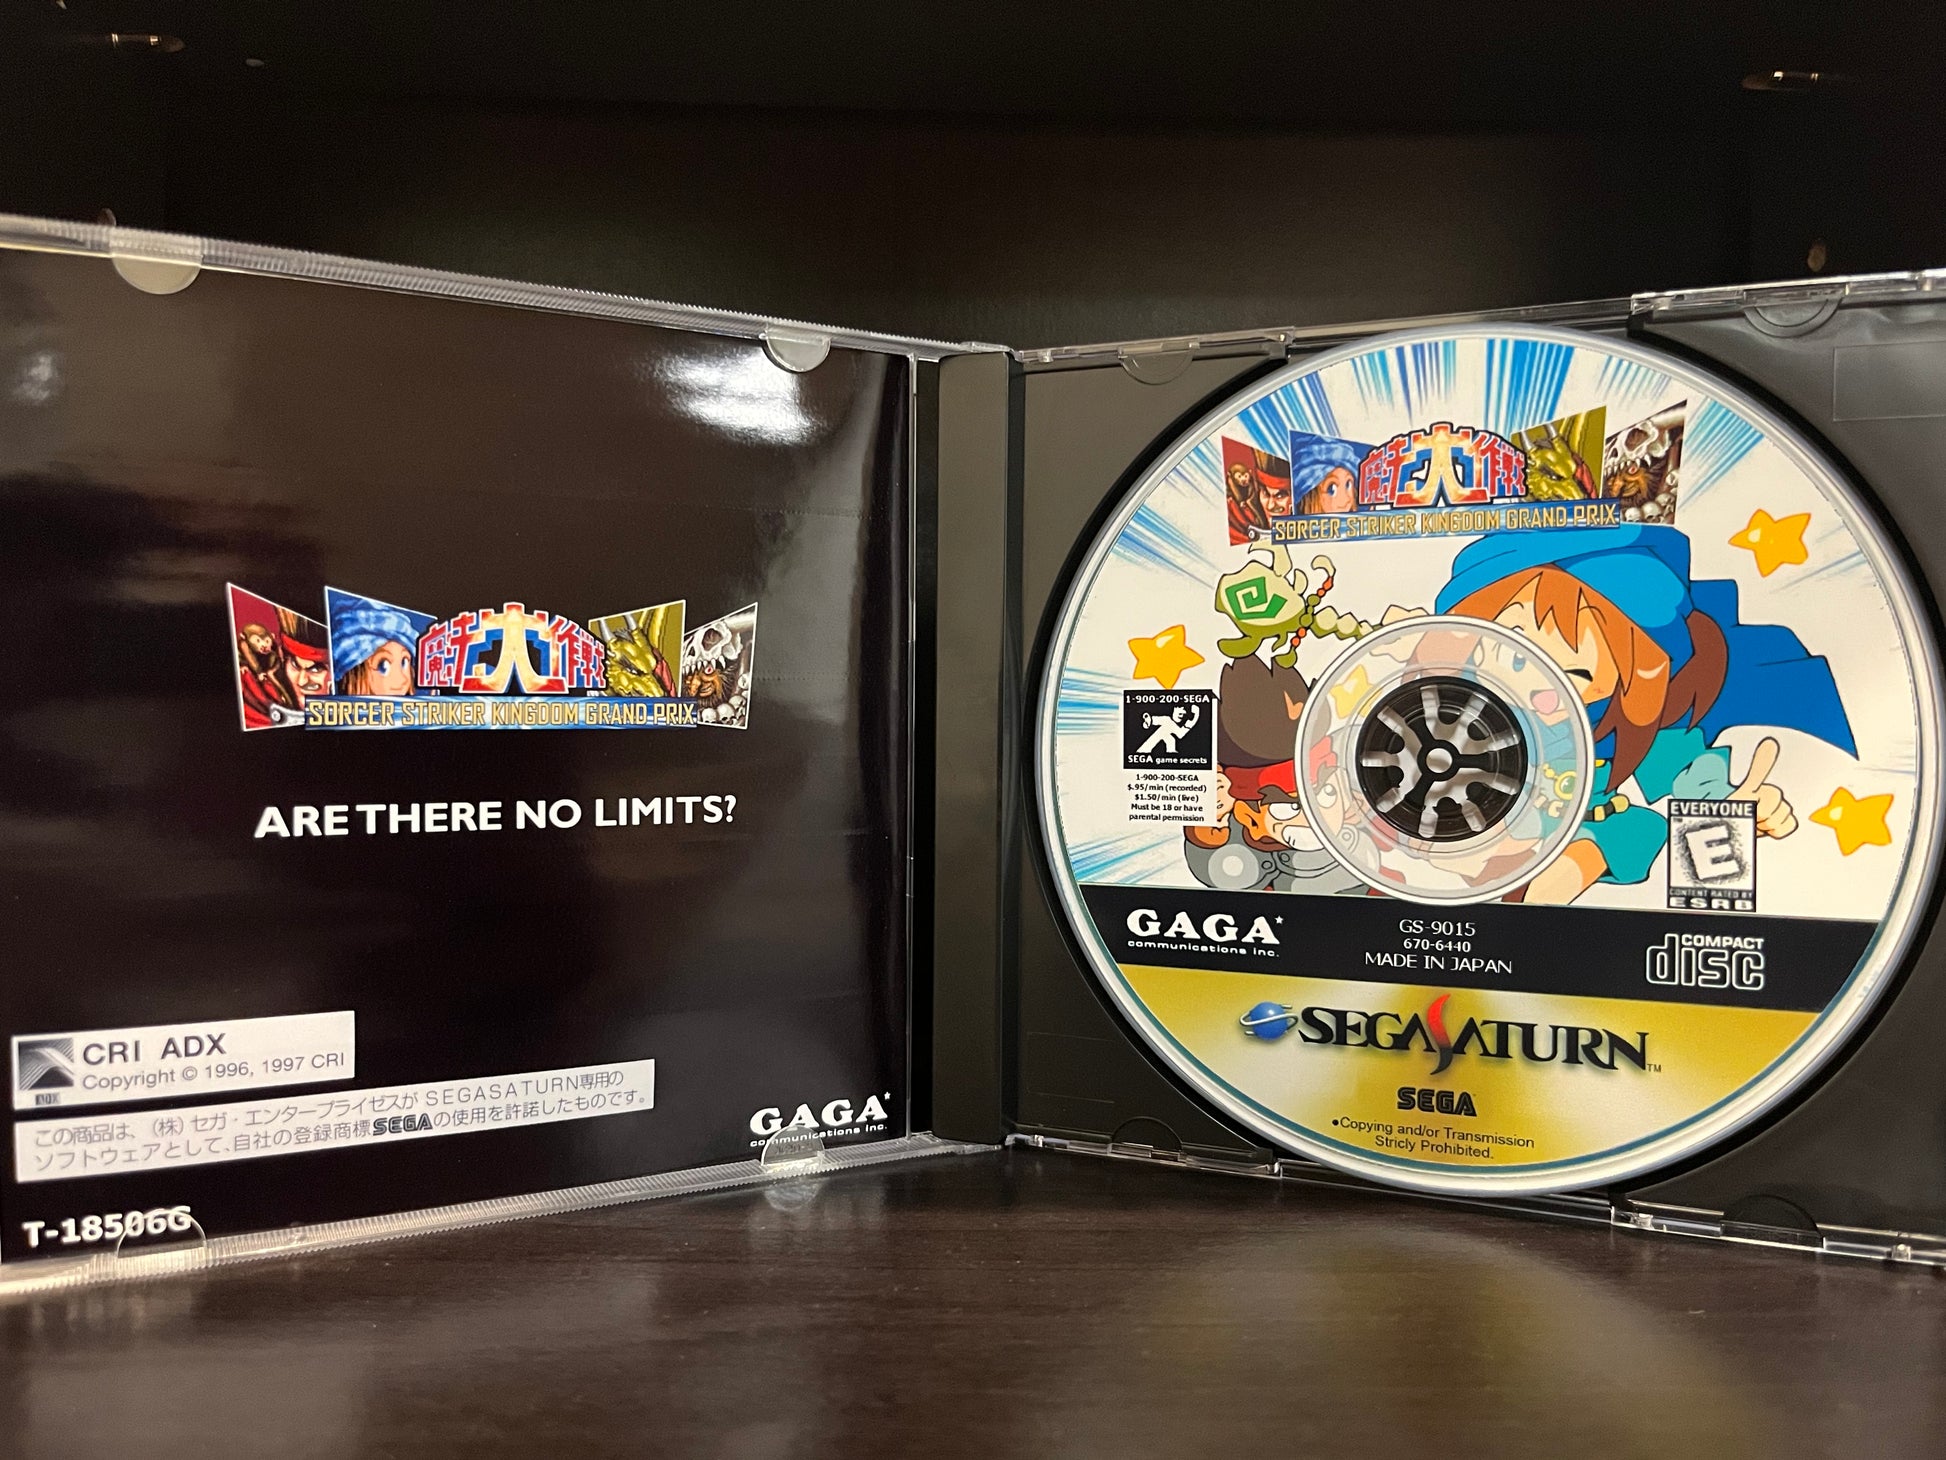 魔法大作戦
SORCER STRIKER KINGDOM GRAND PRIX
ARE THERE NO LIMITS?
CRI ADX
Copyright © 1996, 1997 CRI
ADX
この商品は、(株)セガ・エンタープライゼスがSEGASATURN専用の
ソフトウェアとして、自社の登録商標SEGAの使用を許諾したものです。
GAGA
communications inc.
T-18506G
魔法大作戦
SORCER STRIKER KINGDOM GRAND PRIX
1-900-200-SEGA
SEGA game secrets
1-900-200-SEGA
$.95/min (recorded)
$1.50/min (live)
Must be 18 or have
parental permission
EVERYONE
TM
E
CONTENT RATED BY
ESRB
GAGA
communications inc.
GS-9015
670-6440
MADE IN JAPAN
COMPACT
disc
SEGA SATURN™
SEGA
•Copying and/or Transmission
Stricly Prohibited.